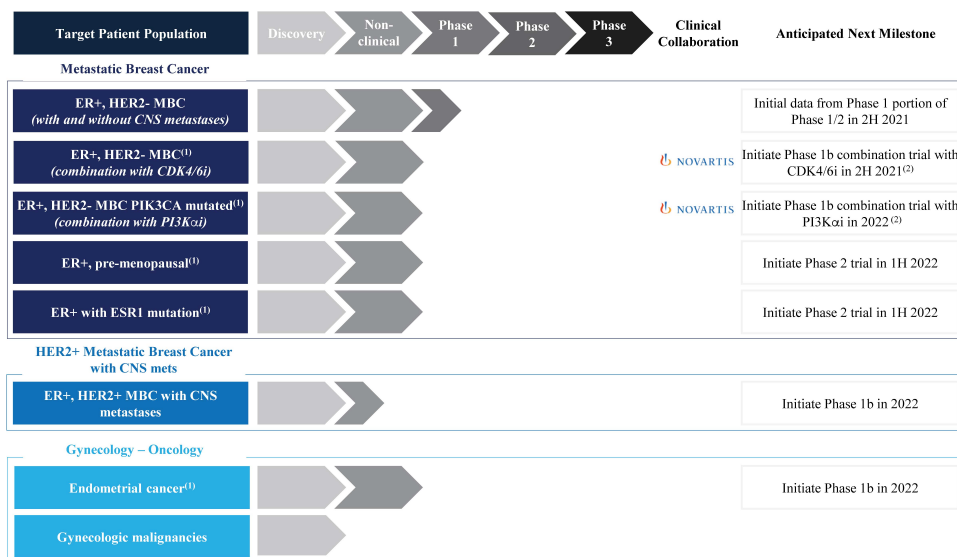 Target Patient Population
Discovery
Non-
clinical
Phase
1
Phase
2
Phase
3
Clinical
Collaboration
Anticipated Next Milestone
Metastatic Breast Cancer
ER+, HER2- MBC
(with and without CNS metastases)
Initial data from Phase 1 portion of
Phase 1/2 in 2H 2021
ER+, HER2- MBC(1)
(combination with CDK4/6i)
NOVARTIS
Initiate Phase 1b combination trial with
CDK4/6i in 2H 2021(2)
ER+, HER2- MBC PIK3CA mutated(1)
(combination with PI3Kαi)
NOVARTIS
Initiate Phase 1b combination trial with
PI3Kαi in 2022(2)
ER+, pre-menopausal(1)
Initiate Phase 2 trial in 1H 2022
ER+ with ESR1 mutation(1)
Initiate Phase 2 trial in 1H 2022
HER2+ Metastatic Breast Cancer
with CNS mets
ER+, HER2+ MBC with CNS
metastases
Initiate Phase 1b in 2022
Gynecology – Oncology
Endometrial cancer(1)
Initiate Phase 1b in 2022
Gynecologic malignancies